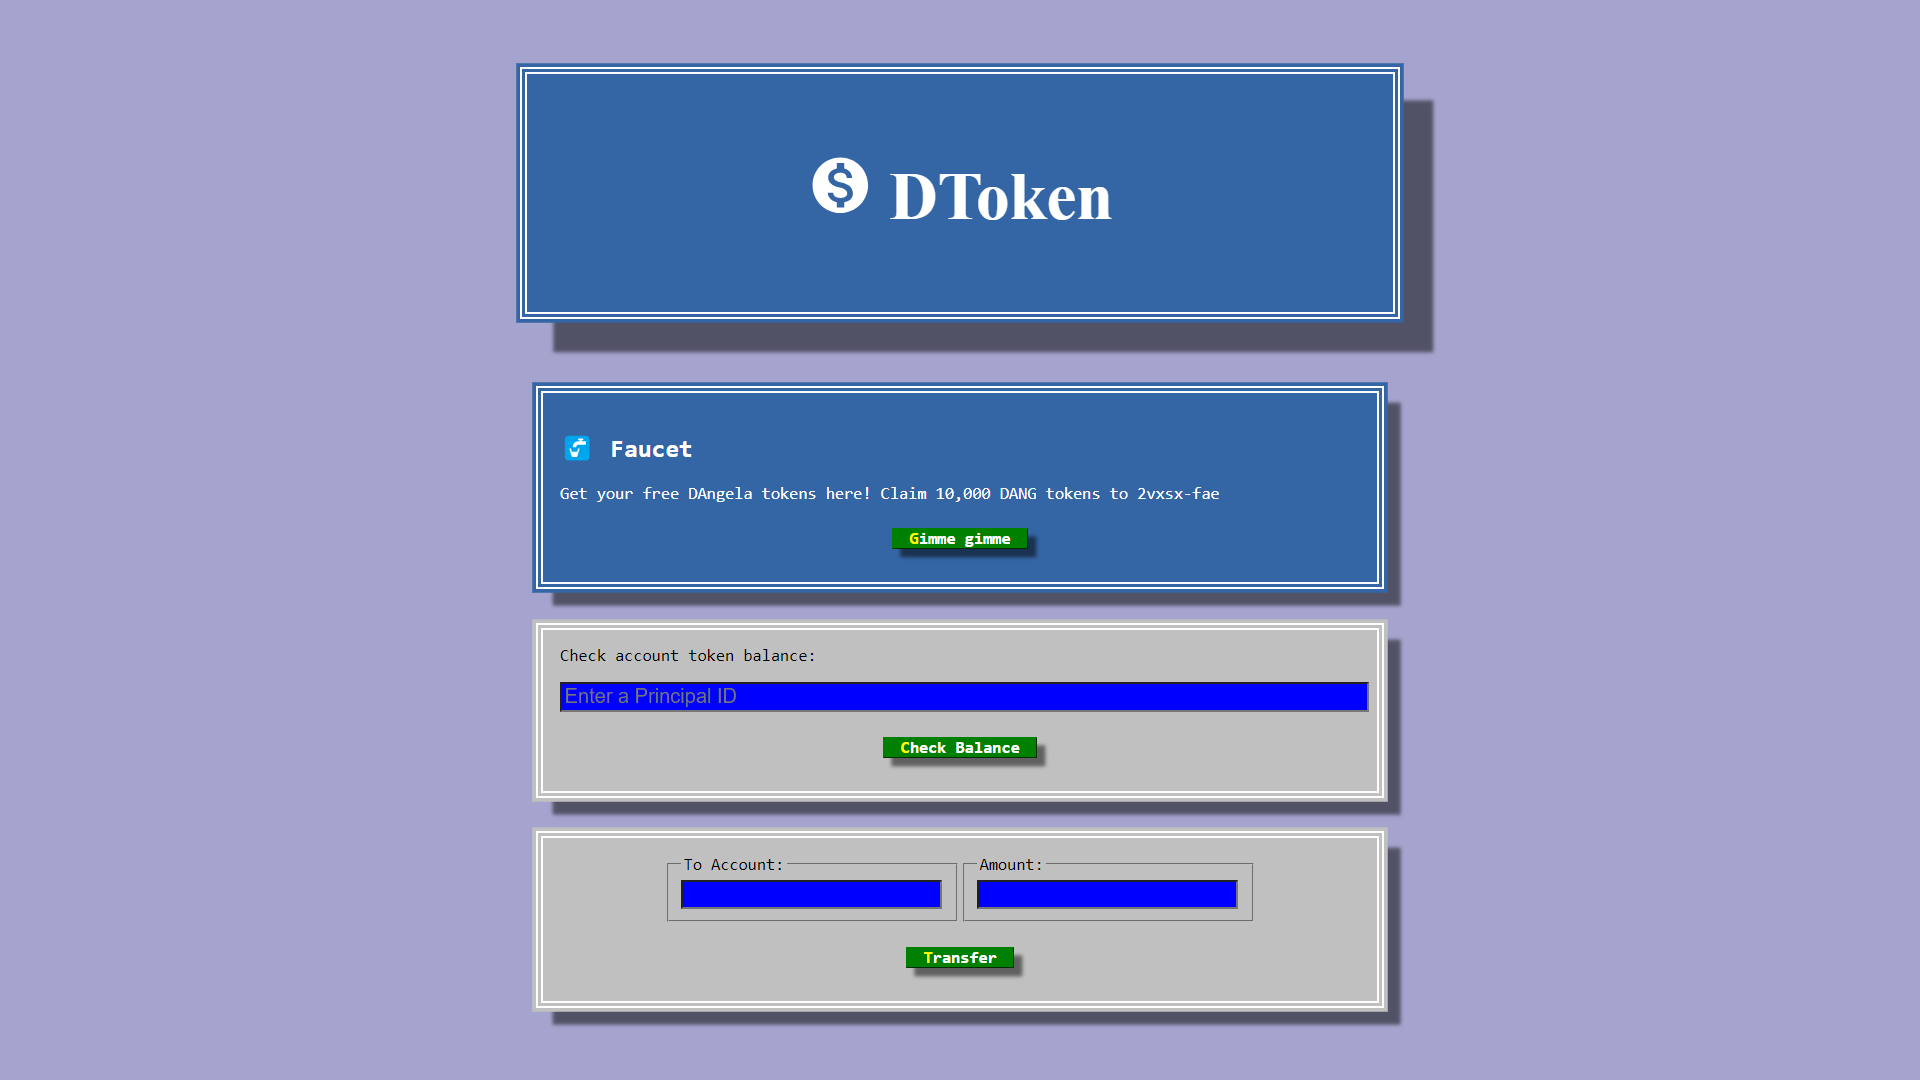 $ DToken
Faucet
Get your free DAngela tokens here! Claim 10,000 DANG tokens to 2vxsx-fae
Gimme gimme
Check account token balance:
Enter a Principal ID
Check Balance
To Account: Amount:
Transfer